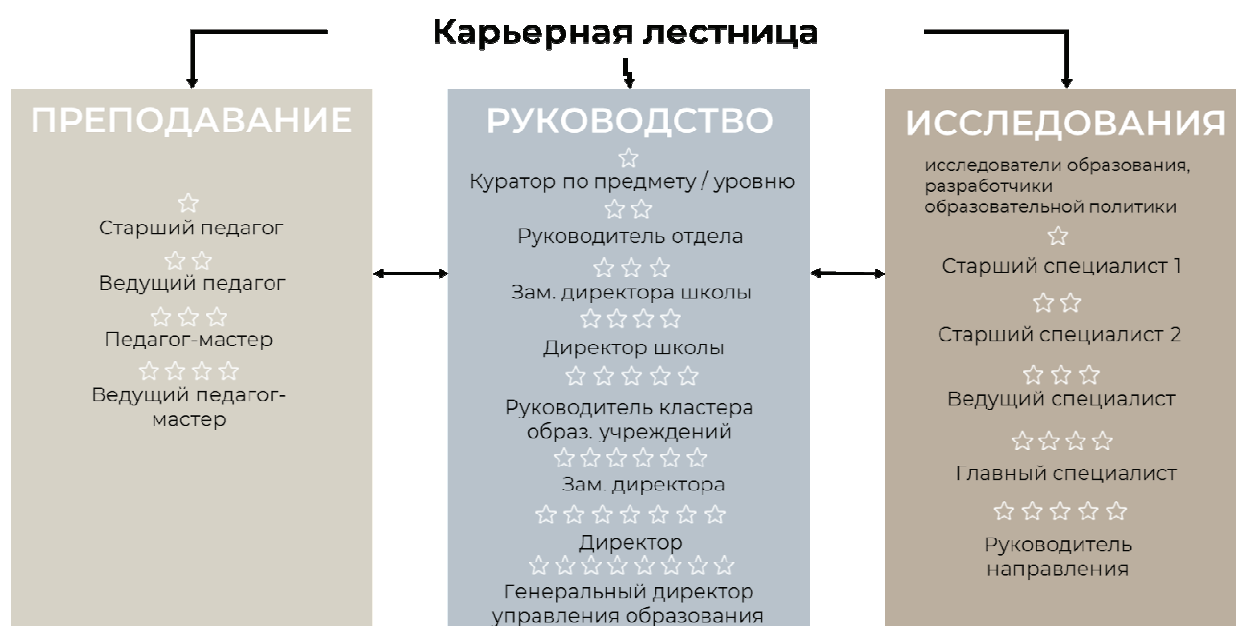 Карьерная лестница
ПРЕПОДАВАНИЕ
Старший педагог
Ведущий педагог
Педагог-мастер
Ведущий педагог-
мастер
РУКОВОДСТВО
Куратор по предмету / уровню
Руководитель отдела
Зам. директора школы
Директор школы
Руководитель кластера
образ. учреждений
Зам. директора
Директор
Генеральный директор
управления образования
ИССЛЕДОВАНИЯ
исследователи образования,
разработчики
образовательной политики
Старший специалист 1
Старший специалист 2
Ведущий специалист
Главный специалист
Руководитель
направления